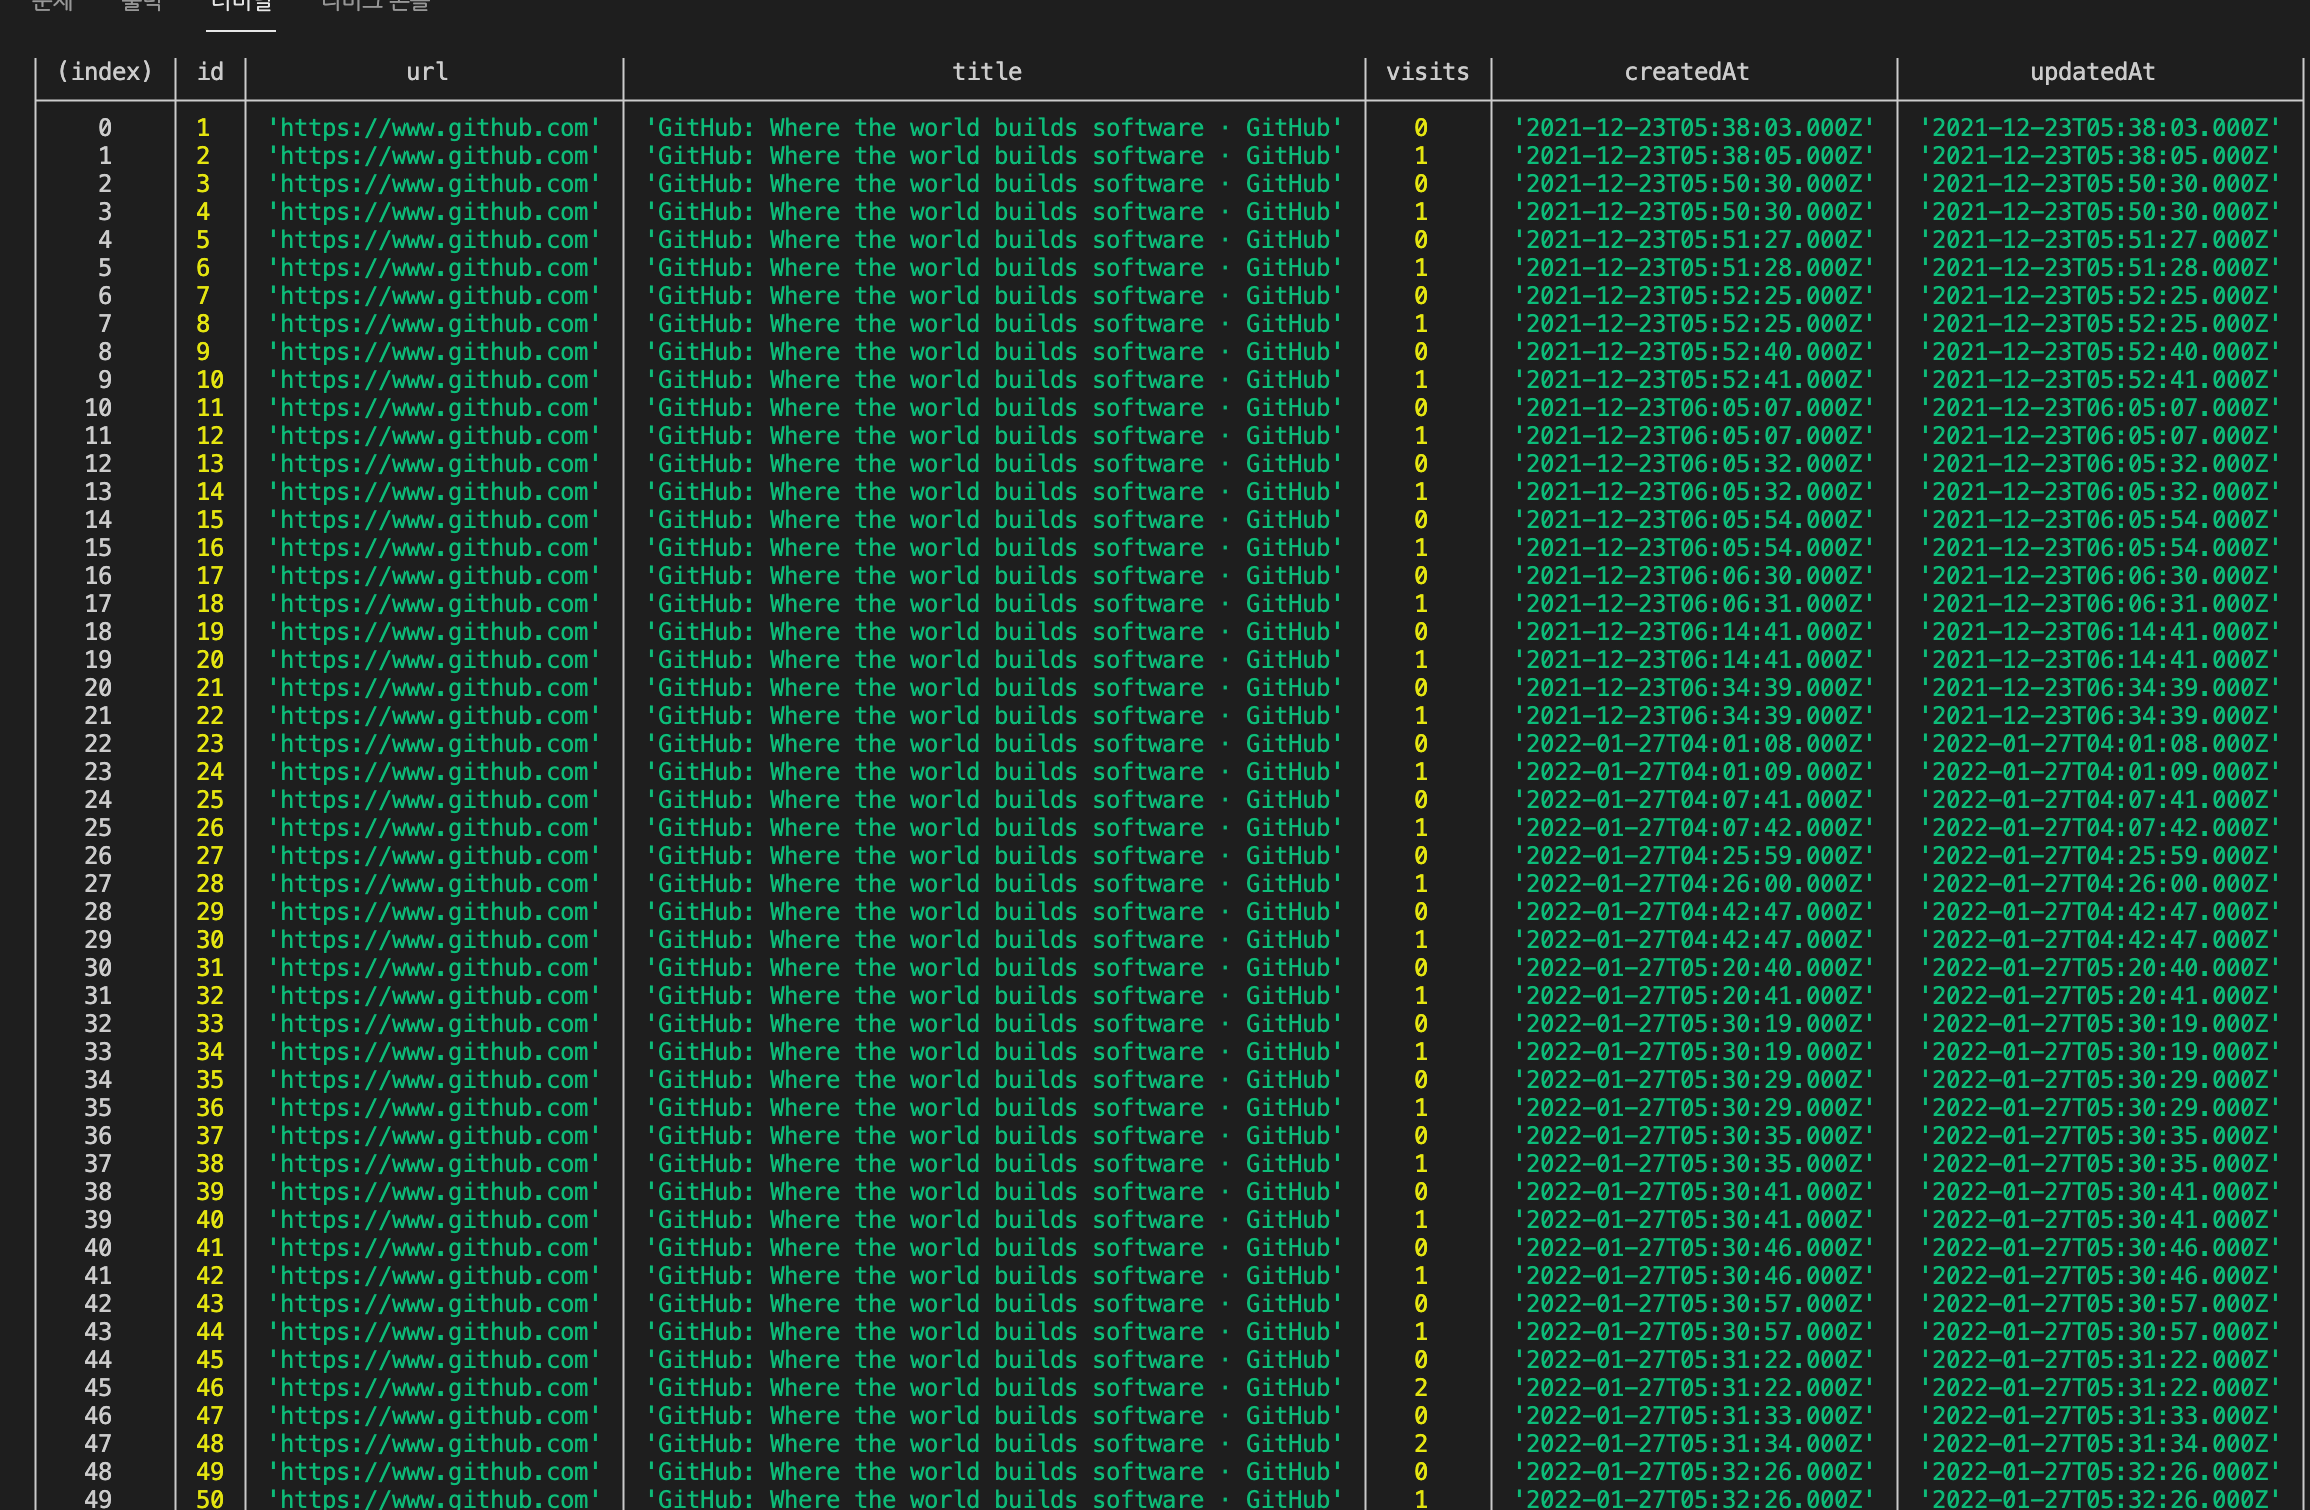 (index) id url title visits createdAt updatedAt
0 1 'https://www.github.com' 'GitHub: Where the world builds software · GitHub' 0 '2021-12-23T05:38:03.000Z' '2021-12-23T05:38:03.000Z'
1 2 'https://www.github.com' 'GitHub: Where the world builds software · GitHub' 1 '2021-12-23T05:38:05.000Z' '2021-12-23T05:38:05.000Z'
2 3 'https://www.github.com' 'GitHub: Where the world builds software · GitHub' 0 '2021-12-23T05:50:30.000Z' '2021-12-23T05:50:30.000Z'
3 4 'https://www.github.com' 'GitHub: Where the world builds software · GitHub' 1 '2021-12-23T05:50:30.000Z' '2021-12-23T05:50:30.000Z'
4 5 'https://www.github.com' 'GitHub: Where the world builds software · GitHub' 0 '2021-12-23T05:51:27.000Z' '2021-12-23T05:51:27.000Z'
5 6 'https://www.github.com' 'GitHub: Where the world builds software · GitHub' 1 '2021-12-23T05:51:28.000Z' '2021-12-23T05:51:28.000Z'
6 7 'https://www.github.com' 'GitHub: Where the world builds software · GitHub' 0 '2021-12-23T05:52:25.000Z' '2021-12-23T05:52:25.000Z'
7 8 'https://www.github.com' 'GitHub: Where the world builds software · GitHub' 1 '2021-12-23T05:52:25.000Z' '2021-12-23T05:52:25.000Z'
8 9 'https://www.github.com' 'GitHub: Where the world builds software · GitHub' 0 '2021-12-23T05:52:40.000Z' '2021-12-23T05:52:40.000Z'
9 10 'https://www.github.com' 'GitHub: Where the world builds software · GitHub' 1 '2021-12-23T05:52:41.000Z' '2021-12-23T05:52:41.000Z'
10 11 'https://www.github.com' 'GitHub: Where the world builds software · GitHub' 0 '2021-12-23T06:05:07.000Z' '2021-12-23T06:05:07.000Z'
11 12 'https://www.github.com' 'GitHub: Where the world builds software · GitHub' 1 '2021-12-23T06:05:07.000Z' '2021-12-23T06:05:07.000Z'
12 13 'https://www.github.com' 'GitHub: Where the world builds software · GitHub' 0 '2021-12-23T06:05:32.000Z' '2021-12-23T06:05:32.000Z'
13 14 'https://www.github.com' 'GitHub: Where the world builds software · GitHub' 1 '2021-12-23T06:05:32.000Z' '2021-12-23T06:05:32.000Z'
14 15 'https://www.github.com' 'GitHub: Where the world builds software · GitHub' 0 '2021-12-23T06:05:54.000Z' '2021-12-23T06:05:54.000Z'
15 16 'https://www.github.com' 'GitHub: Where the world builds software · GitHub' 1 '2021-12-23T06:05:54.000Z' '2021-12-23T06:05:54.000Z'
16 17 'https://www.github.com' 'GitHub: Where the world builds software · GitHub' 0 '2021-12-23T06:06:30.000Z' '2021-12-23T06:06:30.000Z'
17 18 'https://www.github.com' 'GitHub: Where the world builds software · GitHub' 1 '2021-12-23T06:06:31.000Z' '2021-12-23T06:06:31.000Z'
18 19 'https://www.github.com' 'GitHub: Where the world builds software · GitHub' 0 '2021-12-23T06:14:41.000Z' '2021-12-23T06:14:41.000Z'
19 20 'https://www.github.com' 'GitHub: Where the world builds software · GitHub' 1 '2021-12-23T06:14:41.000Z' '2021-12-23T06:14:41.000Z'
20 21 'https://www.github.com' 'GitHub: Where the world builds software · GitHub' 0 '2021-12-23T06:34:39.000Z' '2021-12-23T06:34:39.000Z'
21 22 'https://www.github.com' 'GitHub: Where the world builds software · GitHub' 1 '2021-12-23T06:34:39.000Z' '2021-12-23T06:34:39.000Z'
22 23 'https://www.github.com' 'GitHub: Where the world builds software · GitHub' 0 '2022-01-27T04:01:08.000Z' '2022-01-27T04:01:08.000Z'
23 24 'https://www.github.com' 'GitHub: Where the world builds software · GitHub' 1 '2022-01-27T04:01:09.000Z' '2022-01-27T04:01:09.000Z'
24 25 'https://www.github.com' 'GitHub: Where the world builds software · GitHub' 0 '2022-01-27T04:07:41.000Z' '2022-01-27T04:07:41.000Z'
25 26 'https://www.github.com' 'GitHub: Where the world builds software · GitHub' 1 '2022-01-27T04:07:42.000Z' '2022-01-27T04:07:42.000Z'
26 27 'https://www.github.com' 'GitHub: Where the world builds software · GitHub' 0 '2022-01-27T04:25:59.000Z' '2022-01-27T04:25:59.000Z'
27 28 'https://www.github.com' 'GitHub: Where the world builds software · GitHub' 1 '2022-01-27T04:26:00.000Z' '2022-01-27T04:26:00.000Z'
28 29 'https://www.github.com' 'GitHub: Where the world builds software · GitHub' 0 '2022-01-27T04:42:47.000Z' '2022-01-27T04:42:47.000Z'
29 30 'https://www.github.com' 'GitHub: Where the world builds software · GitHub' 1 '2022-01-27T04:42:47.000Z' '2022-01-27T04:42:47.000Z'
30 31 'https://www.github.com' 'GitHub: Where the world builds software · GitHub' 0 '2022-01-27T05:20:40.000Z' '2022-01-27T05:20:40.000Z'
31 32 'https://www.github.com' 'GitHub: Where the world builds software · GitHub' 1 '2022-01-27T05:20:41.000Z' '2022-01-27T05:20:41.000Z'
32 33 'https://www.github.com' 'GitHub: Where the world builds software · GitHub' 0 '2022-01-27T05:30:19.000Z' '2022-01-27T05:30:19.000Z'
33 34 'https://www.github.com' 'GitHub: Where the world builds software · GitHub' 1 '2022-01-27T05:30:19.000Z' '2022-01-27T05:30:19.000Z'
34 35 'https://www.github.com' 'GitHub: Where the world builds software · GitHub' 0 '2022-01-27T05:30:29.000Z' '2022-01-27T05:30:29.000Z'
35 36 'https://www.github.com' 'GitHub: Where the world builds software · GitHub' 1 '2022-01-27T05:30:29.000Z' '2022-01-27T05:30:29.000Z'
36 37 'https://www.github.com' 'GitHub: Where the world builds software · GitHub' 0 '2022-01-27T05:30:35.000Z' '2022-01-27T05:30:35.000Z'
37 38 'https://www.github.com' 'GitHub: Where the world builds software · GitHub' 1 '2022-01-27T05:30:35.000Z' '2022-01-27T05:30:35.000Z'
38 39 'https://www.github.com' 'GitHub: Where the world builds software · GitHub' 0 '2022-01-27T05:30:41.000Z' '2022-01-27T05:30:41.000Z'
39 40 'https://www.github.com' 'GitHub: Where the world builds software · GitHub' 1 '2022-01-27T05:30:41.000Z' '2022-01-27T05:30:41.000Z'
40 41 'https://www.github.com' 'GitHub: Where the world builds software · GitHub' 0 '2022-01-27T05:30:46.000Z' '2022-01-27T05:30:46.000Z'
41 42 'https://www.github.com' 'GitHub: Where the world builds software · GitHub' 1 '2022-01-27T05:30:46.000Z' '2022-01-27T05:30:46.000Z'
42 43 'https://www.github.com' 'GitHub: Where the world builds software · GitHub' 0 '2022-01-27T05:30:57.000Z' '2022-01-27T05:30:57.000Z'
43 44 'https://www.github.com' 'GitHub: Where the world builds software · GitHub' 1 '2022-01-27T05:30:57.000Z' '2022-01-27T05:30:57.000Z'
44 45 'https://www.github.com' 'GitHub: Where the world builds software · GitHub' 0 '2022-01-27T05:31:22.000Z' '2022-01-27T05:31:22.000Z'
45 46 'https://www.github.com' 'GitHub: Where the world builds software · GitHub' 2 '2022-01-27T05:31:22.000Z' '2022-01-27T05:31:22.000Z'
46 47 'https://www.github.com' 'GitHub: Where the world builds software · GitHub' 0 '2022-01-27T05:31:33.000Z' '2022-01-27T05:31:33.000Z'
47 48 'https://www.github.com' 'GitHub: Where the world builds software · GitHub' 2 '2022-01-27T05:31:34.000Z' '2022-01-27T05:31:34.000Z'
48 49 'https://www.github.com' 'GitHub: Where the world builds software · GitHub' 0 '2022-01-27T05:32:26.000Z' '2022-01-27T05:32:26.000Z'
49 50 'https://www.github.com' 'GitHub: Where the world builds software · GitHub' 1 '2022-01-27T05:32:26.000Z' '2022-01-27T05:32:26.000Z'